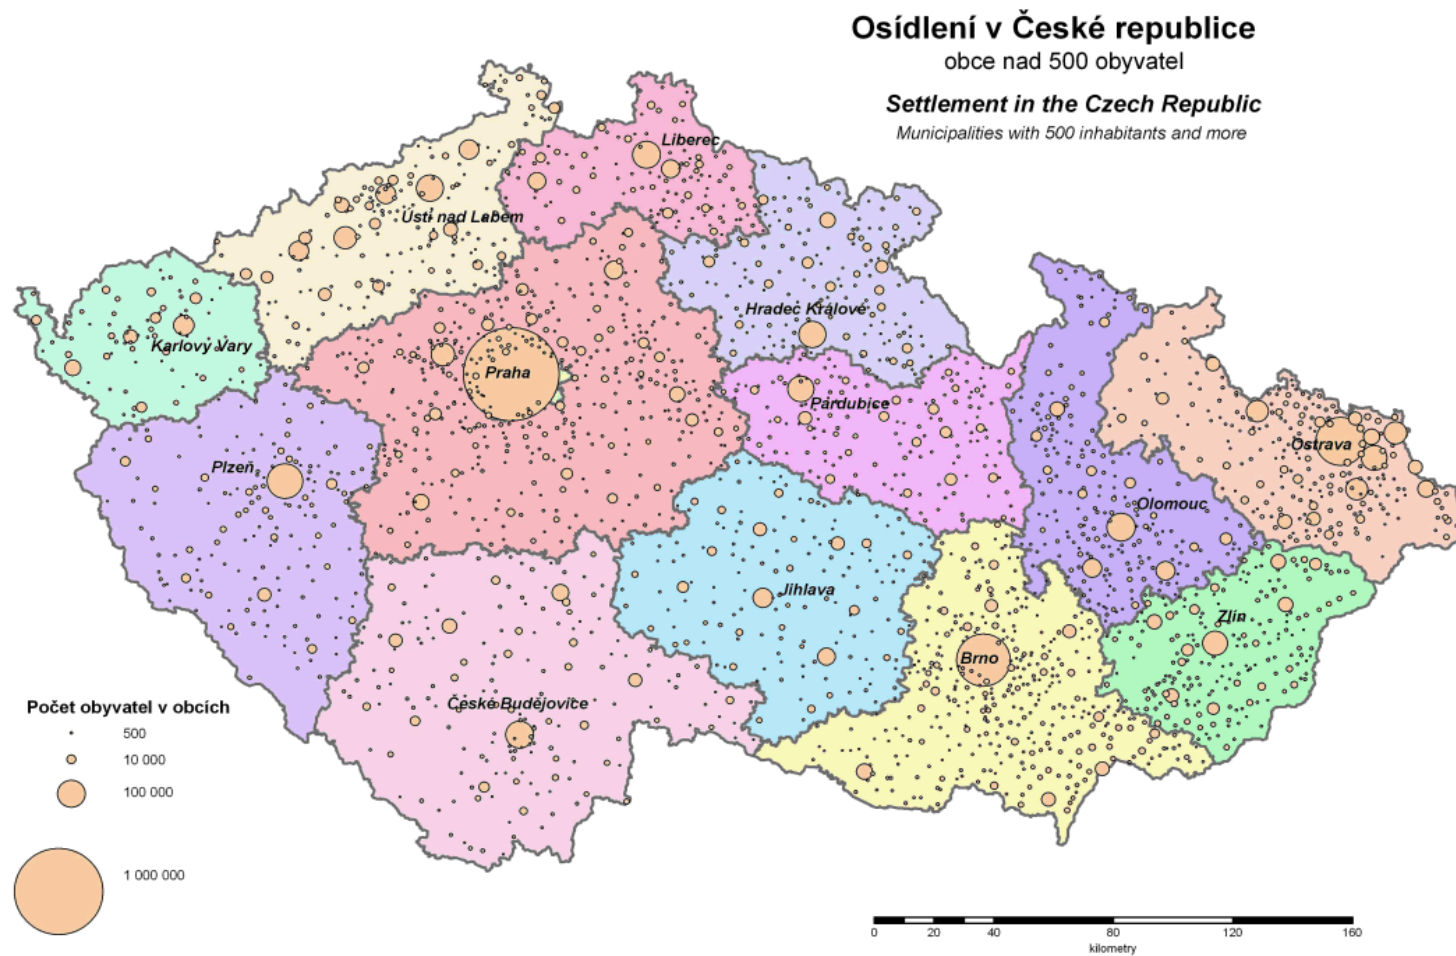 Osídlení v České republice
obce nad 500 obyvatel
Settlement in the Czech Republic
Municipalities with 500 inhabitants and more
Liberec
Ústí nad Labem
Hradec Králové
Karlovy Vary
Praha
Pardubice
Ostrava
Plzeň
Olomouc
Jihlava
Zlín
Brno
České Budějovice
Počet obyvatel v obcích
500
10 000
100 000
1 000 000
0 20 40 80 120 160
kilometry